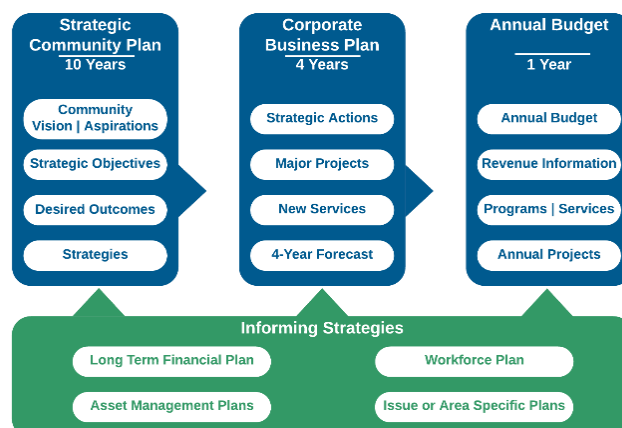 Strategic
Community Plan
10 Years
Community
Vision | Aspirations
Strategic Objectives
Desired Outcomes
Strategies
Corporate
Business Plan
4 Years
Strategic Actions
Major Projects
New Services
4-Year Forecast
Annual Budget
1 Year
Annual Budget
Revenue Information
Programs | Services
Annual Projects
Informing Strategies
Long Term Financial Plan
Workforce Plan
Asset Management Plans
Issue or Area Specific Plans